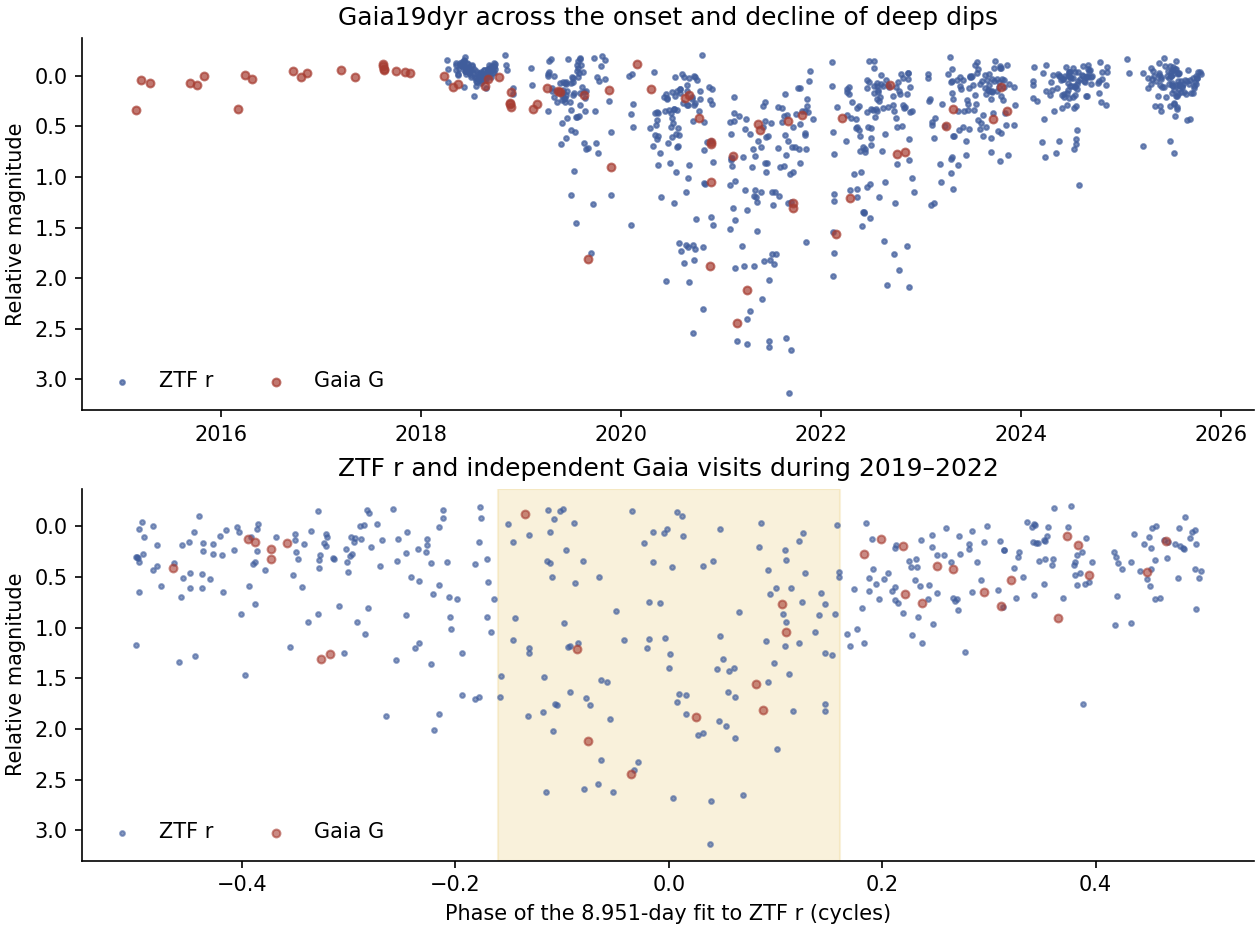 Gaia19dyr across the onset and decline of deep dips
Relative magnitude
0.0
0.5
1.0
1.5
2.0
2.5
3.0
ZTF r
Gaia G
2016
2018
2020
2022
2024
2026
ZTF r and independent Gaia visits during 2019–2022
Relative magnitude
0.0
0.5
1.0
1.5
2.0
2.5
3.0
ZTF r
Gaia G
−0.4
−0.2
0.0
0.2
0.4
Phase of the 8.951-day fit to ZTF r (cycles)